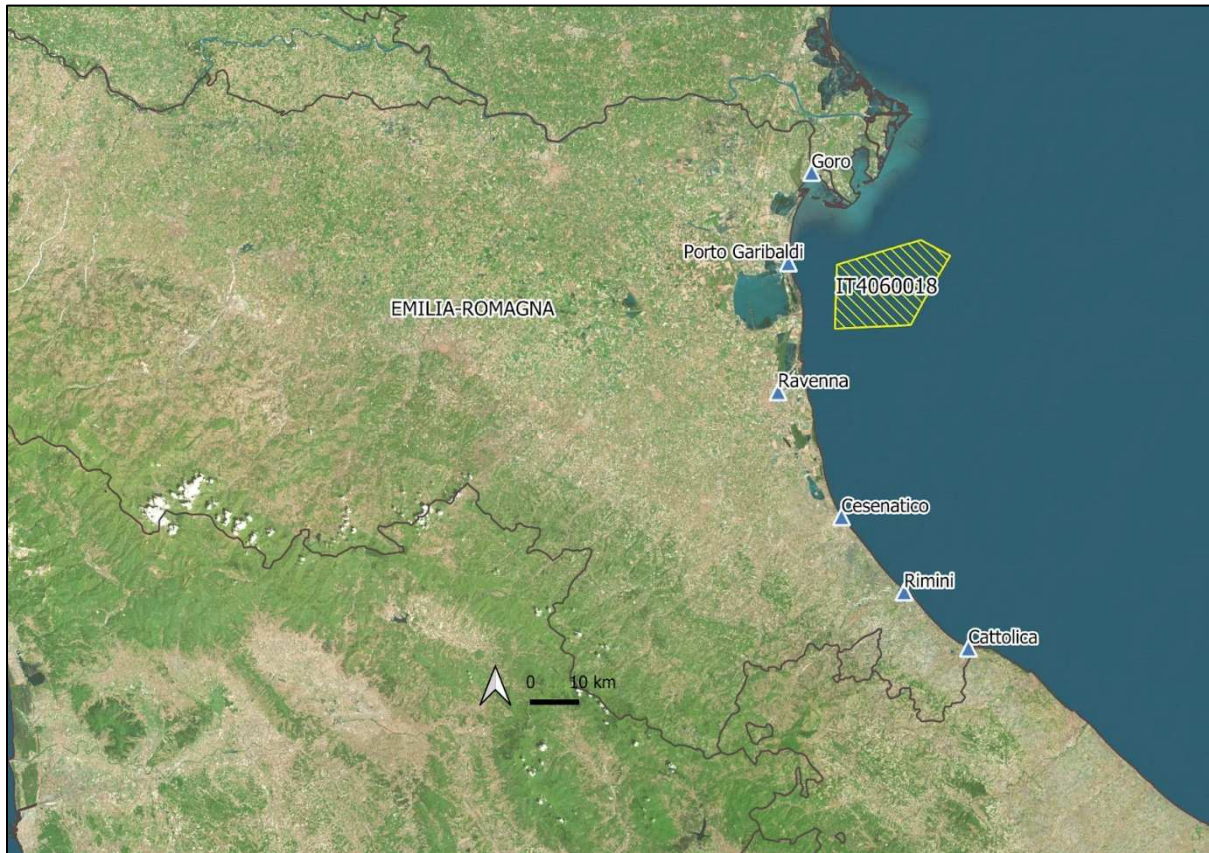 Goro
Porto Garibaldi
IT4060018
EMILIA-ROMAGNA
Ravenna
Cesenatico
Rimini
Cattolica
0 10 km